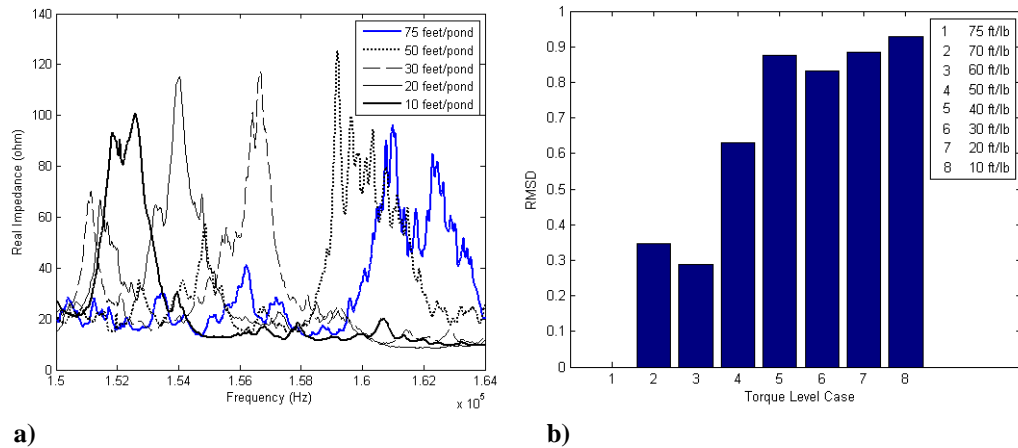 140
120
100
80
60
40
20
0
Real Impedance (ohm)
75 feet/pond
50 feet/pond
30 feet/pond
20 feet/pond
10 feet/pond
1.5 1.52 1.54 1.56 1.58 1.6 1.62 1.64
Frequency (Hz)
x 10^5
a)
1
0.9
0.8
0.7
0.6
0.5
0.4
0.3
0.2
0.1
0
RMSD
1 75 ft/lb
2 70 ft/lb
3 60 ft/lb
4 50 ft/lb
5 40 ft/lb
6 30 ft/lb
7 20 ft/lb
8 10 ft/lb
1 2 3 4 5 6 7 8
Torque Level Case
b)